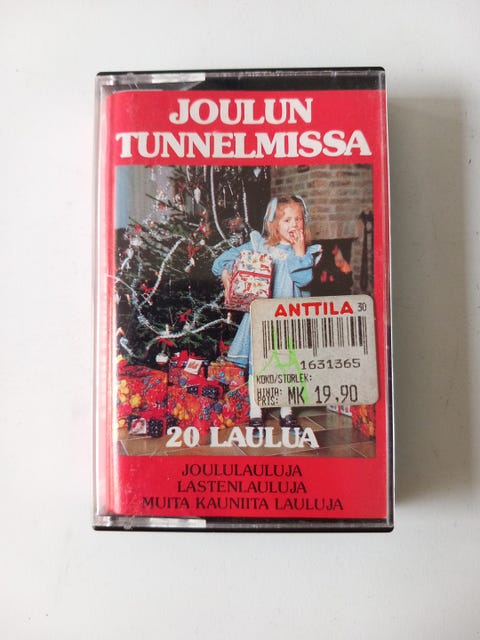 JOULUN
TUNNELMISSA
ANTTILA 30
1631365
KOKO/STORLEK:
HINTA:
PRIS: MK 19,90
20 LAULUA
JOULULAULUJA
LASTENLAULUJA
MUITA KAUNIITA LAULUJA